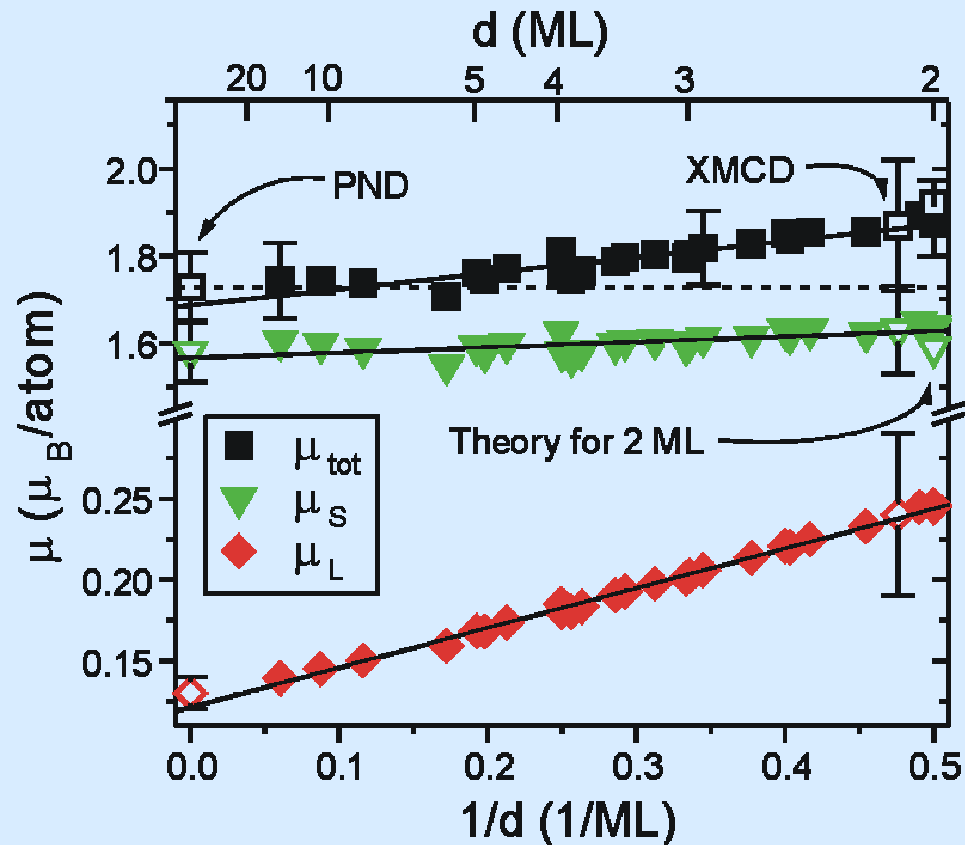 d (ML)
20 10 5 4 3 2
2.0
1.8
1.6
0.25
0.20
0.15
μ (μB/atom)
PND
XMCD
Theory for 2 ML
μtot
μS
μL
0.0 0.1 0.2 0.3 0.4 0.5
1/d (1/ML)